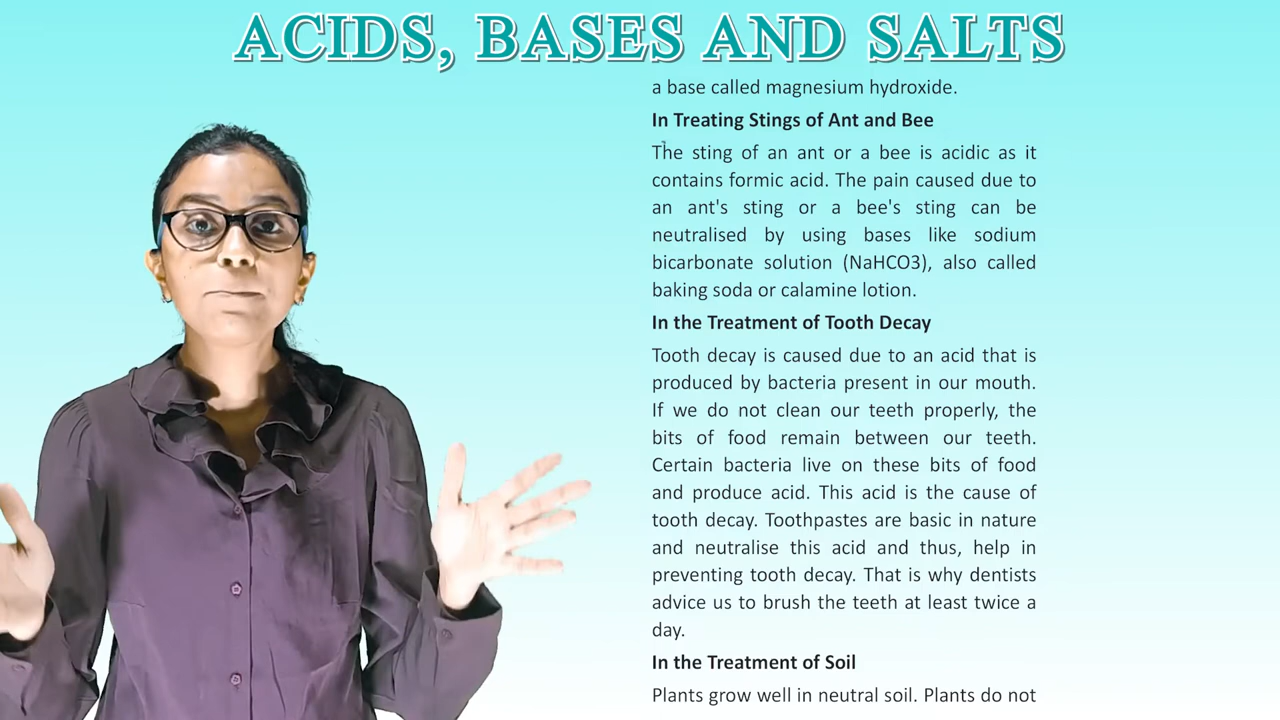 ACIDS, BASES AND SALTS
a base called magnesium hydroxide.
In Treating Stings of Ant and Bee
The sting of an ant or a bee is acidic as it
contains formic acid. The pain caused due to
an ant's sting or a bee's sting can be
neutralised by using bases like sodium
bicarbonate solution (NaHCO3), also called
baking soda or calamine lotion.
In the Treatment of Tooth Decay
Tooth decay is caused due to an acid that is
produced by bacteria present in our mouth.
If we do not clean our teeth properly, the
bits of food remain between our teeth.
Certain bacteria live on these bits of food
and produce acid. This acid is the cause of
tooth decay. Toothpastes are basic in nature
and neutralise this acid and thus, help in
preventing tooth decay. That is why dentists
advice us to brush the teeth at least twice a
day.
In the Treatment of Soil
Plants grow well in neutral soil. Plants do not